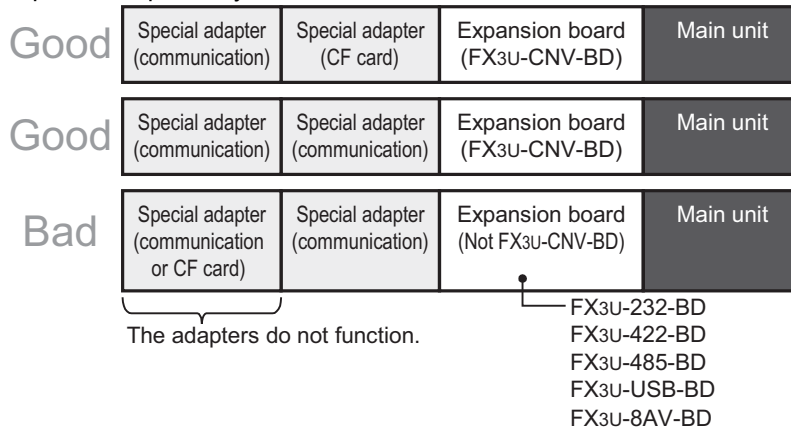 Good
Special adapter
(communication)
Special adapter
(CF card)
Expansion board
(FX3U-CNV-BD)
Main unit
Good
Special adapter
(communication)
Special adapter
(communication)
Expansion board
(FX3U-CNV-BD)
Main unit
Bad
Special adapter
(communication
or CF card)
Special adapter
(communication)
Expansion board
(Not FX3U-CNV-BD)
Main unit
The adapters do not function.
FX3U-232-BD
FX3U-422-BD
FX3U-485-BD
FX3U-USB-BD
FX3U-8AV-BD